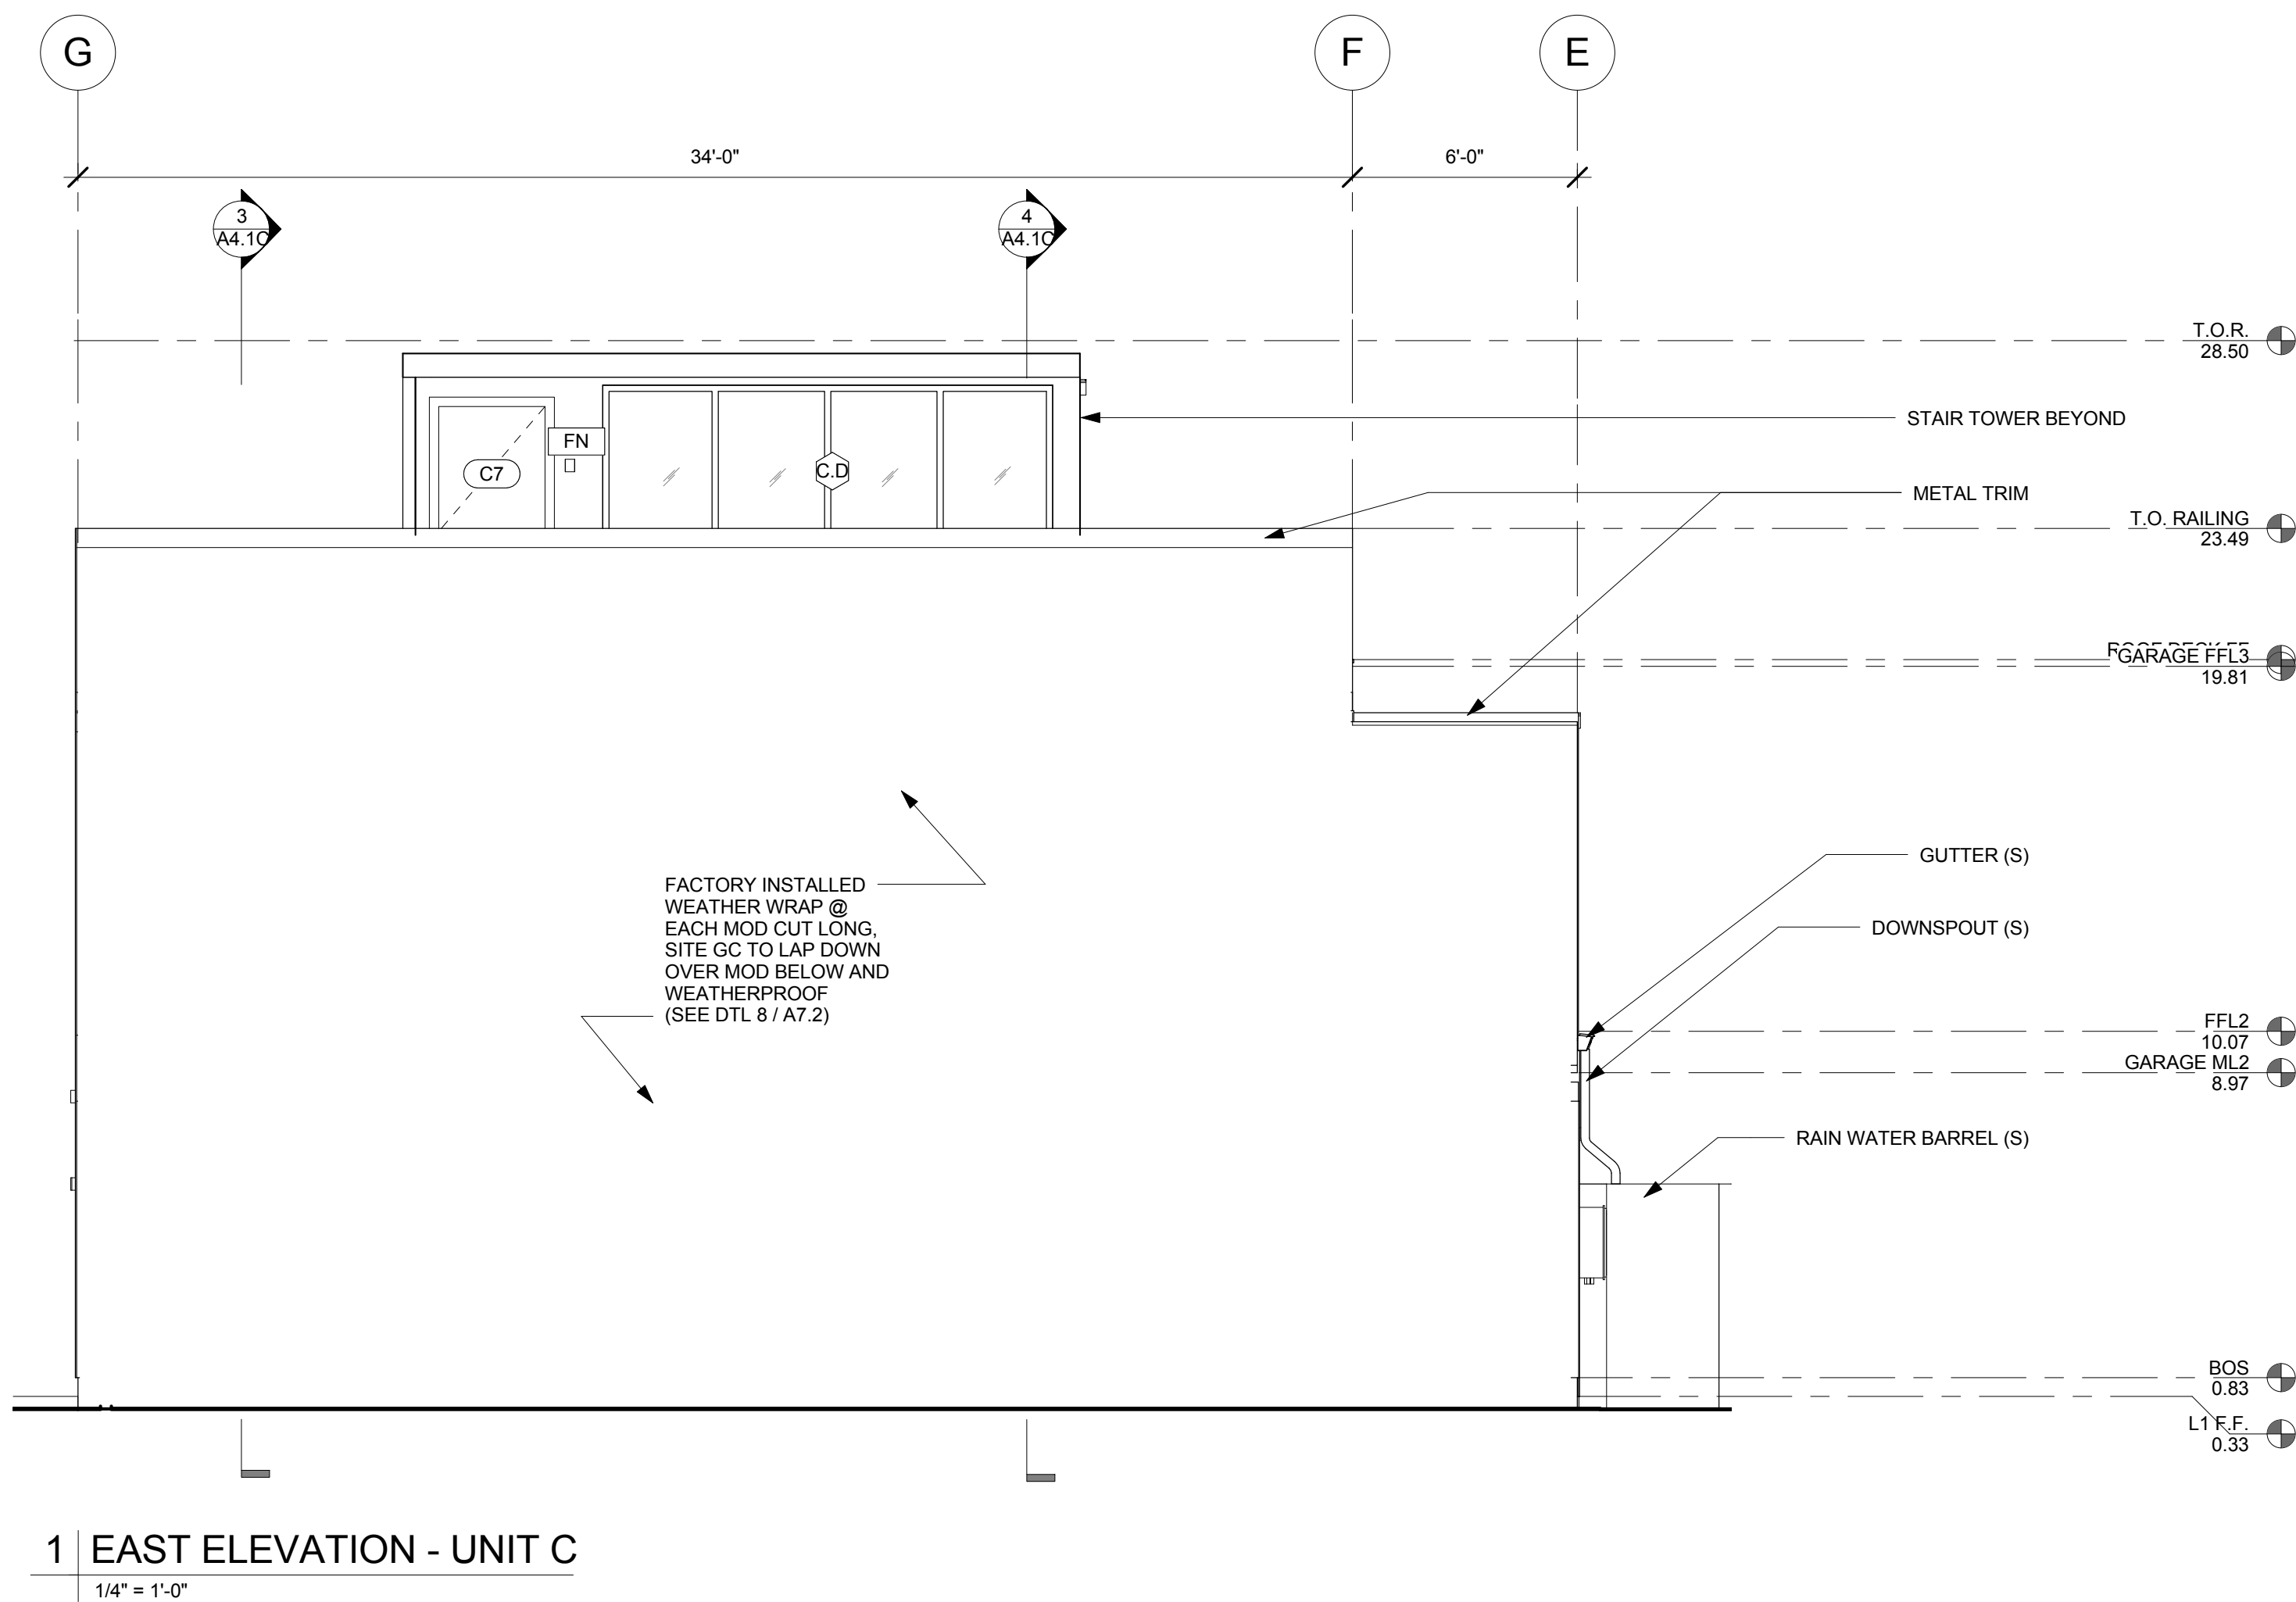 G
F
E
34'-0"
6'-0"
3
A4.1C
4
A4.1C
T.O.R.
28.50
STAIR TOWER BEYOND
FN
C7
C.D
METAL TRIM
T.O. RAILING
23.49
ROOF DECK FF
GARAGE FFL3
19.81
GUTTER (S)
FACTORY INSTALLED
WEATHER WRAP @
EACH MOD CUT LONG,
SITE GC TO LAP DOWN
OVER MOD BELOW AND
WEATHERPROOF
(SEE DTL 8 / A7.2)
DOWNSPOUT (S)
FFL2
10.07
GARAGE ML2
8.97
RAIN WATER BARREL (S)
BOS
0.83
L1 F.F.
0.33
1 EAST ELEVATION - UNIT C
1/4" = 1'-0"